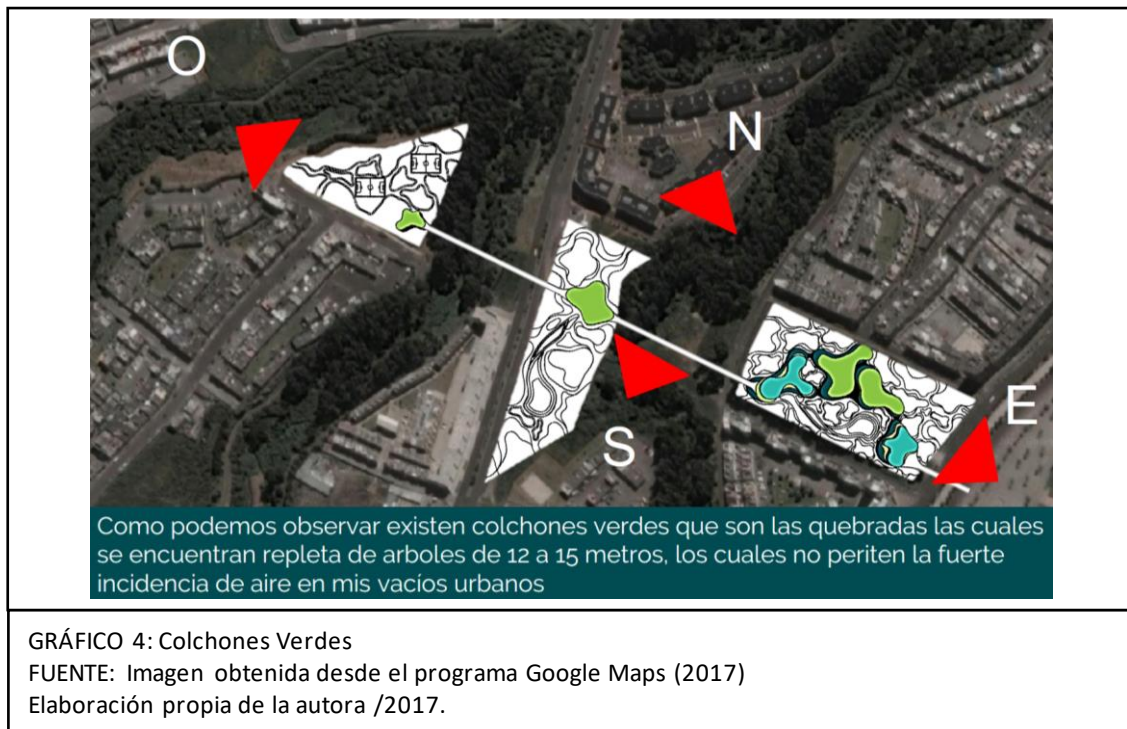 O
N
E
S
Como podemos observar existen colchones verdes que son las quebradas las cuales
se encuentran repleta de arboles de 12 a 15 metros, los cuales no periten la fuerte
incidencia de aire en mis vacíos urbanos
GRÁFICO 4: Colchones Verdes
FUENTE: Imagen obtenida desde el programa Google Maps (2017)
Elaboración propia de la autora /2017.